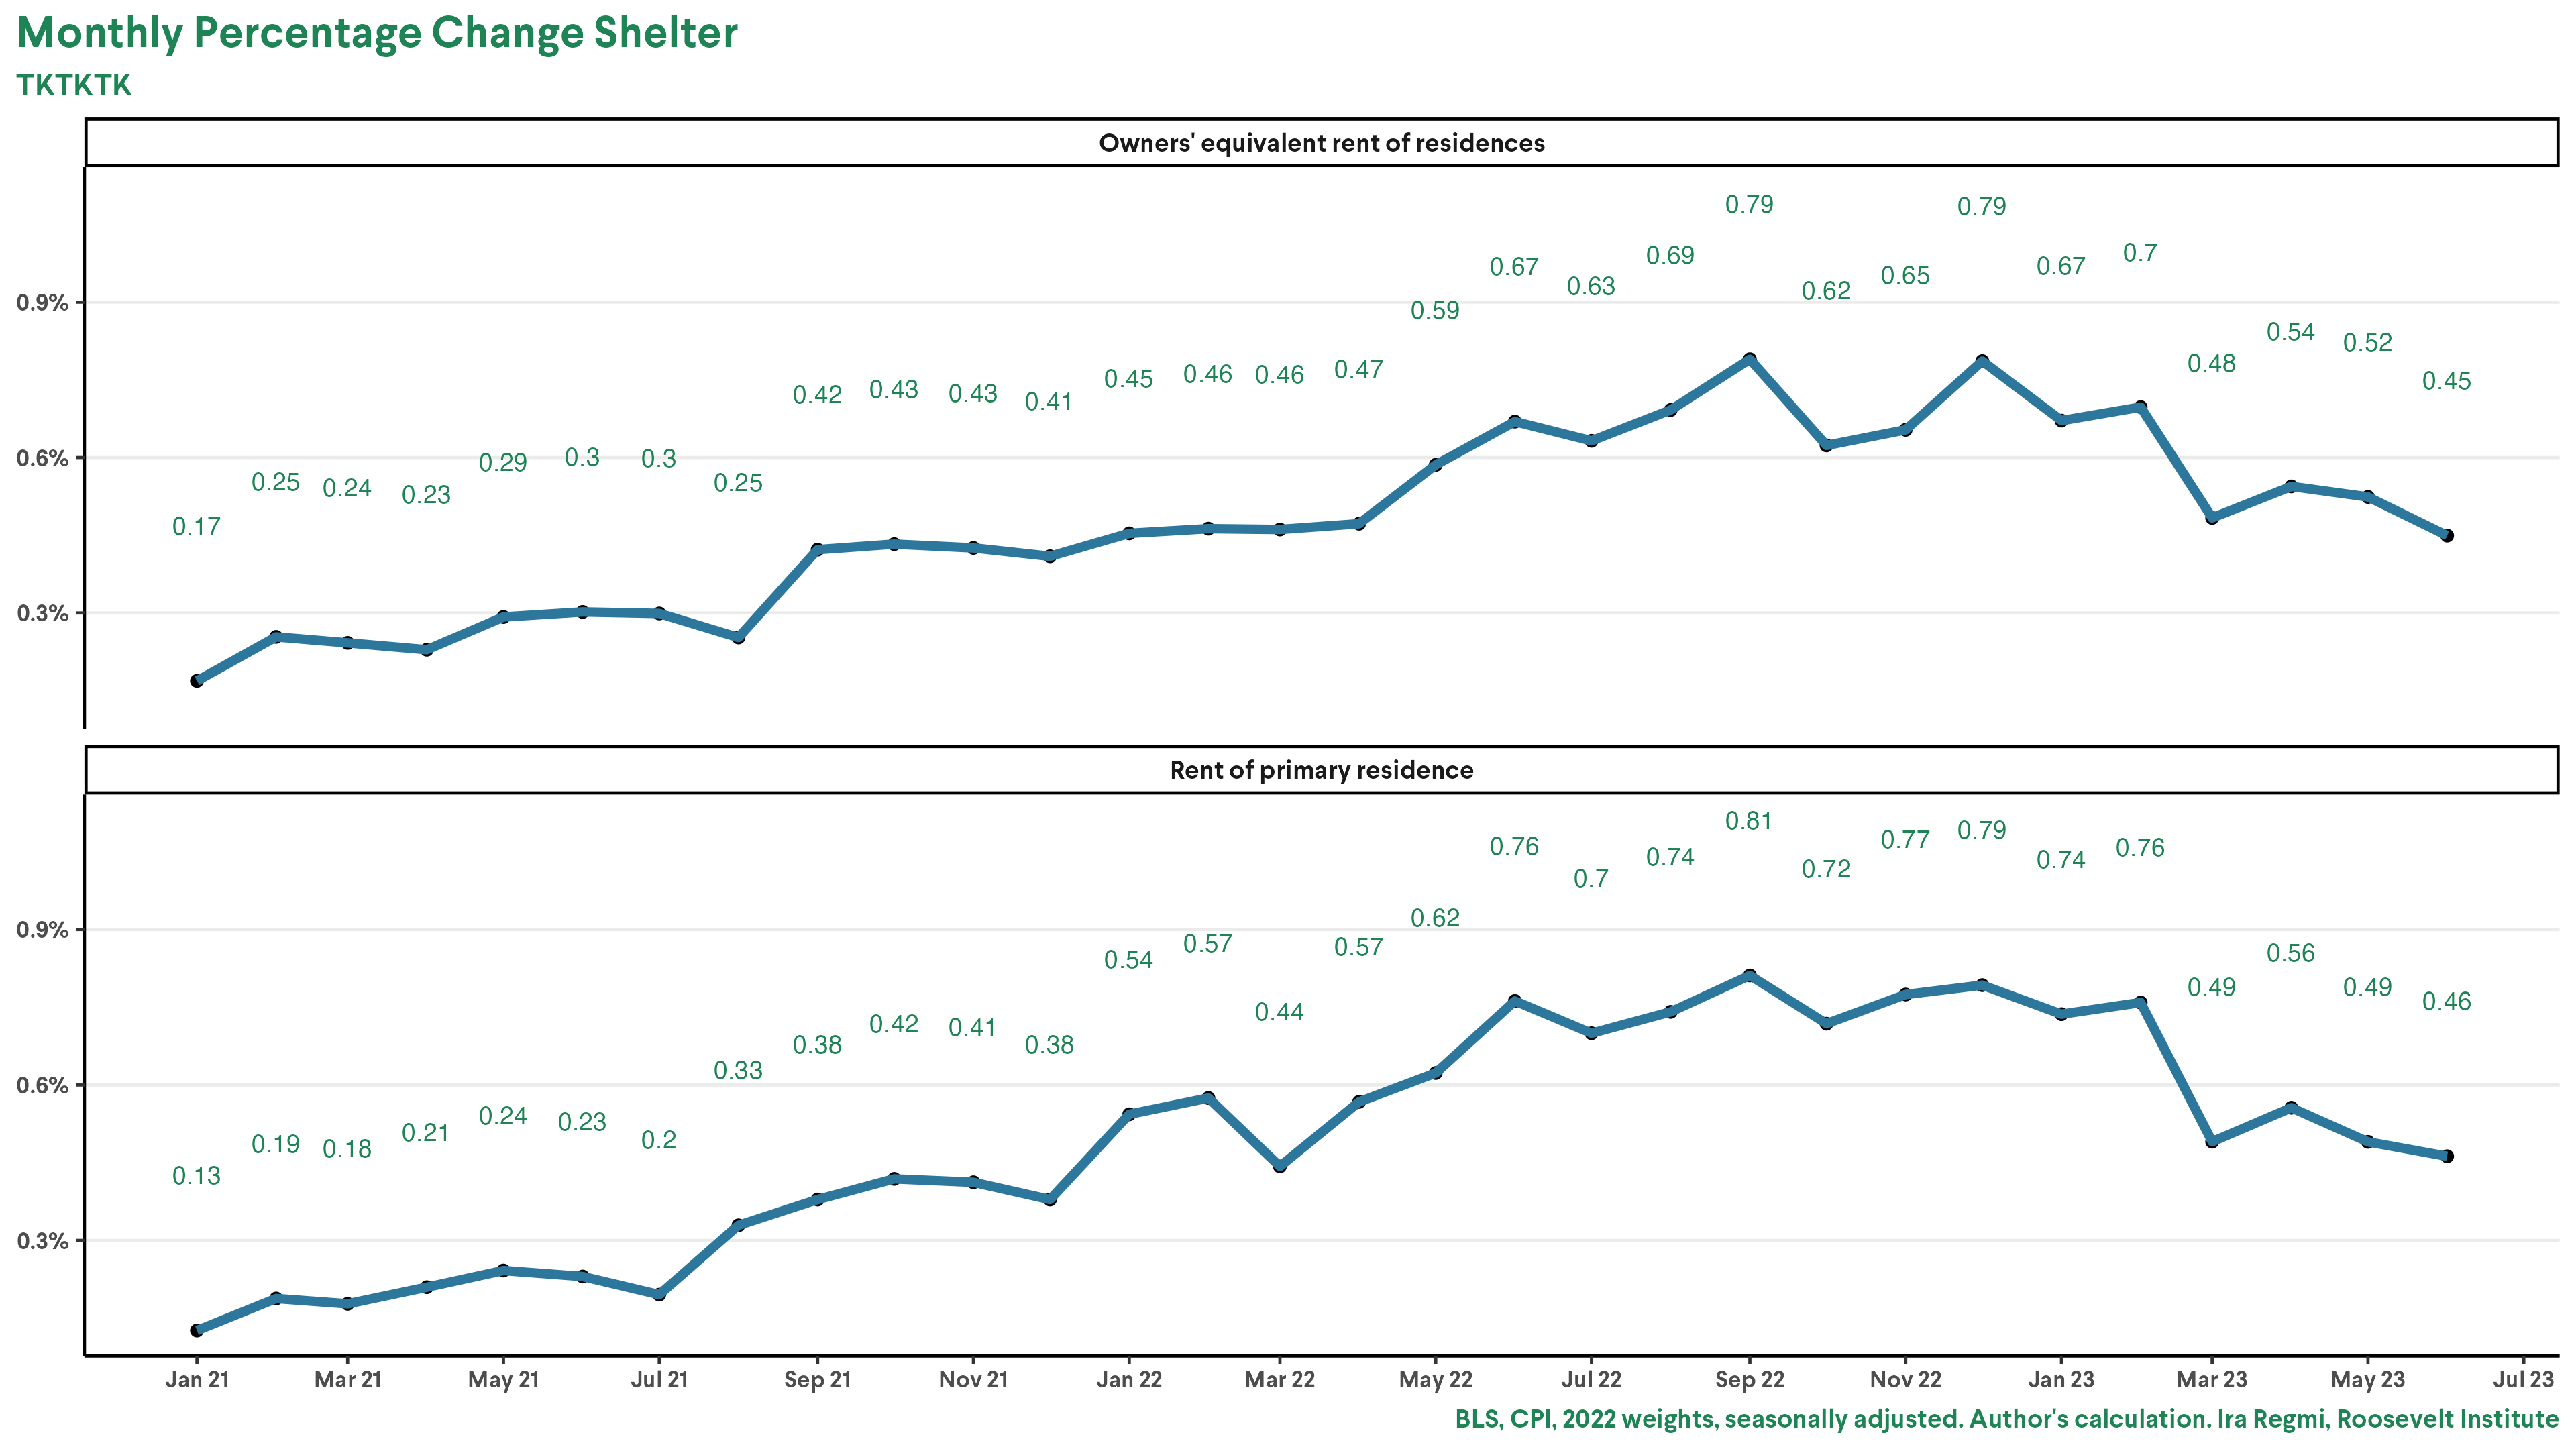 Monthly Percentage Change Shelter
TKTKTK
Owners' equivalent rent of residences
0.79 0.79
0.67 0.63 0.69 0.62 0.65 0.67 0.7
0.9%
0.59 0.54 0.52
0.42 0.43 0.43 0.41 0.45 0.46 0.46 0.47 0.48 0.45
0.6%
0.17 0.25 0.24 0.23 0.29 0.3 0.3 0.25
0.3%
Rent of primary residence
0.76 0.7 0.74 0.81 0.72 0.77 0.79 0.74 0.76
0.9%
0.54 0.57 0.44 0.57 0.62 0.49 0.56 0.49 0.46
0.33 0.38 0.42 0.41 0.38
0.6%
0.13 0.19 0.18 0.21 0.24 0.23 0.2
0.3%
Jan 21 Mar 21 May 21 Jul 21 Sep 21 Nov 21 Jan 22 Mar 22 May 22 Jul 22 Sep 22 Nov 22 Jan 23 Mar 23 May 23 Jul 23
BLS, CPI, 2022 weights, seasonally adjusted. Author's calculation. Ira Regmi, Roosevelt Institute